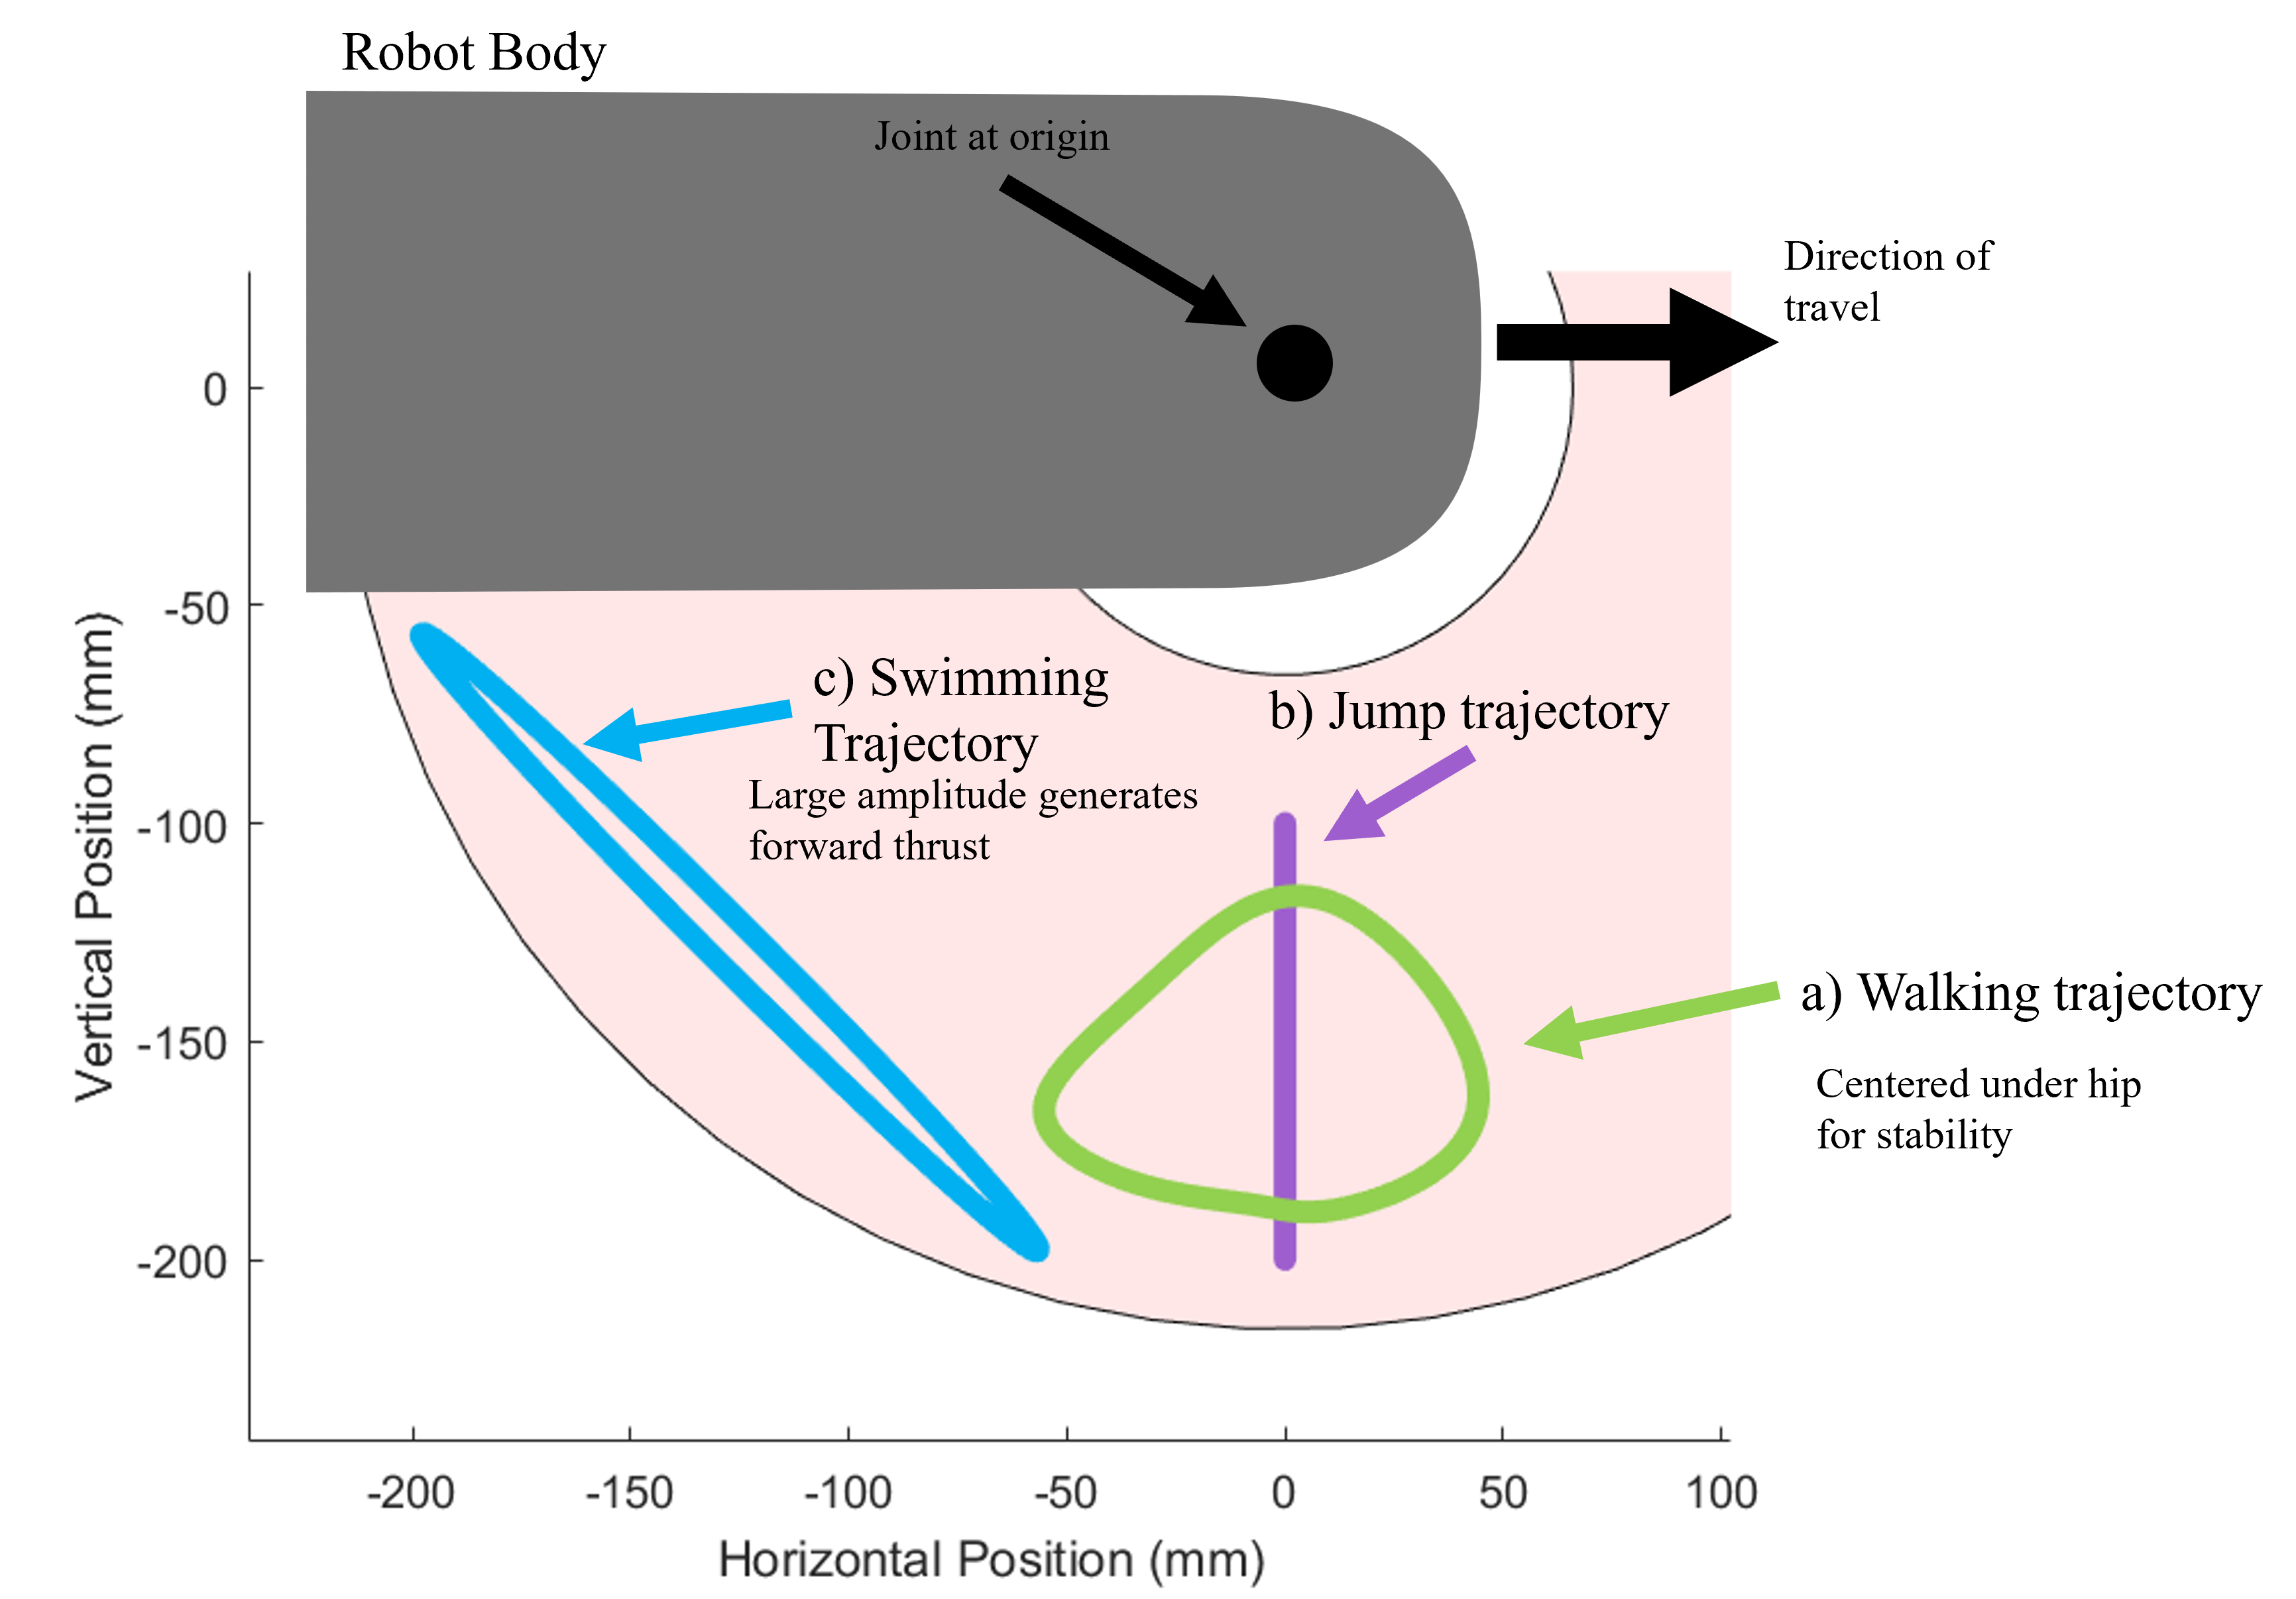 Robot Body
Joint at origin
Direction of
travel
0
-50
-100
-150
-200
Vertical Position (mm)
c) Swimming
Trajectory
Large amplitude generates
forward thrust
b) Jump trajectory
a) Walking trajectory
Centered under hip
for stability
-200
-150
-100
-50
0
50
100
Horizontal Position (mm)